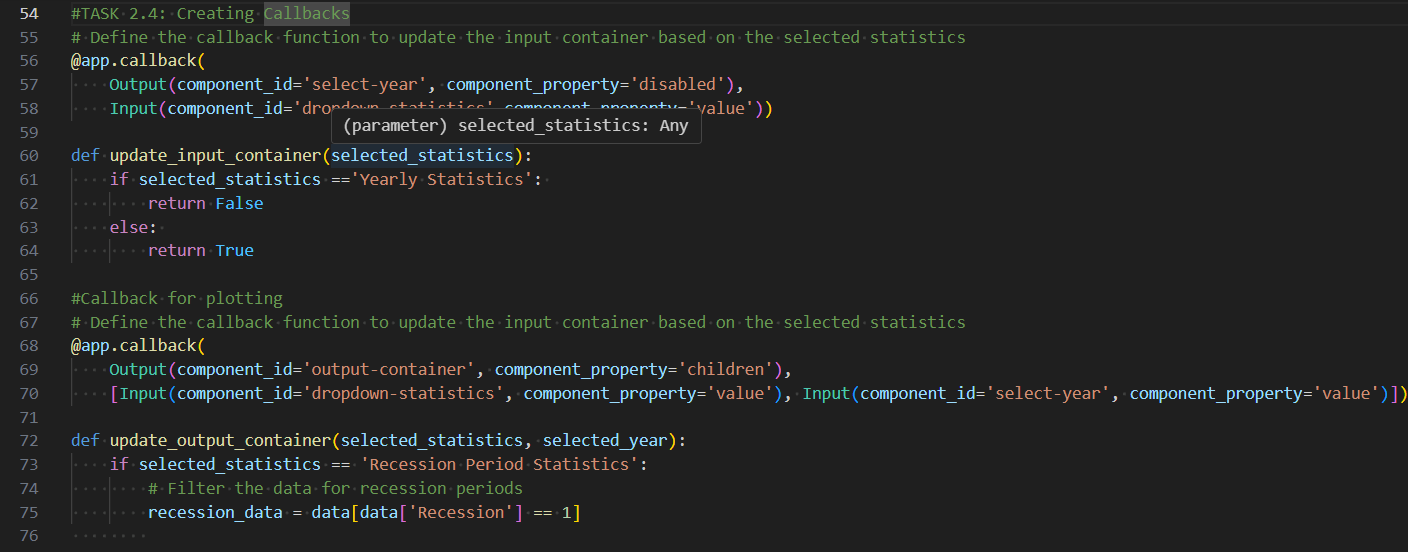 54 #TASK 2.4: Creating Callbacks
55 # Define the callback function to update the input container based on the selected statistics
56 @app.callback(
57     Output(component_id='select-year', component_property='disabled'),
58     Input(component_id='dropdown-statistics',component_property='value'))
(parameter) selected_statistics: Any
59
60 def update_input_container(selected_statistics):
61     if selected_statistics =='Yearly Statistics':
62         return False
63     else:
64         return True
65
66 #Callback for plotting
67 # Define the callback function to update the input container based on the selected statistics
68 @app.callback(
69     Output(component_id='output-container', component_property='children'),
70     [Input(component_id='dropdown-statistics', component_property='value'), Input(component_id='select-year', component_property='value')])
71
72 def update_output_container(selected_statistics, selected_year):
73     if selected_statistics == 'Recession Period Statistics':
74         # Filter the data for recession periods
75         recession_data = data[data['Recession'] == 1]
76